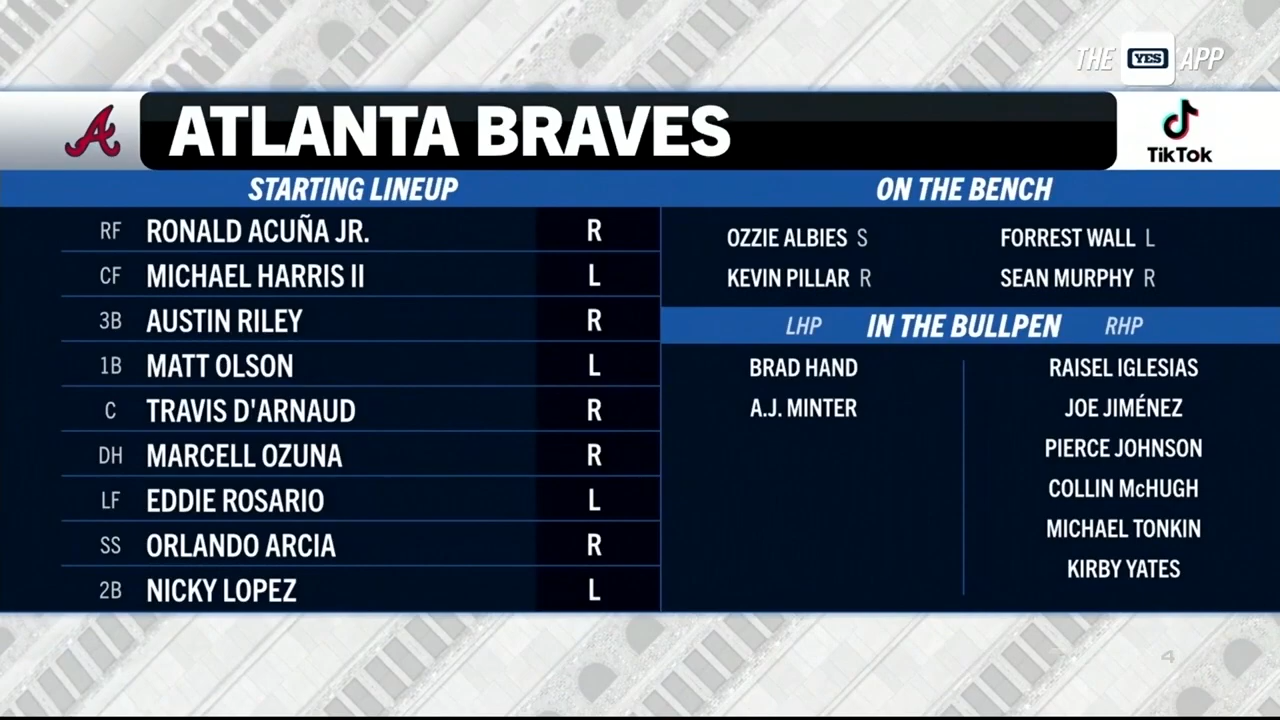 THE YES APP
ATLANTA BRAVES
TikTok
STARTING LINEUP
RF RONALD ACUÑA JR. R
CF MICHAEL HARRIS II L
3B AUSTIN RILEY R
1B MATT OLSON L
C TRAVIS D'ARNAUD R
DH MARCELL OZUNA R
LF EDDIE ROSARIO L
SS ORLANDO ARCIA R
2B NICKY LOPEZ L
ON THE BENCH
OZZIE ALBIES S FORREST WALL L
KEVIN PILLAR R SEAN MURPHY R
LHP IN THE BULLPEN RHP
BRAD HAND RAISEL IGLESIAS
A.J. MINTER JOE JIMÉNEZ
PIERCE JOHNSON
COLLIN McHUGH
MICHAEL TONKIN
KIRBY YATES
4